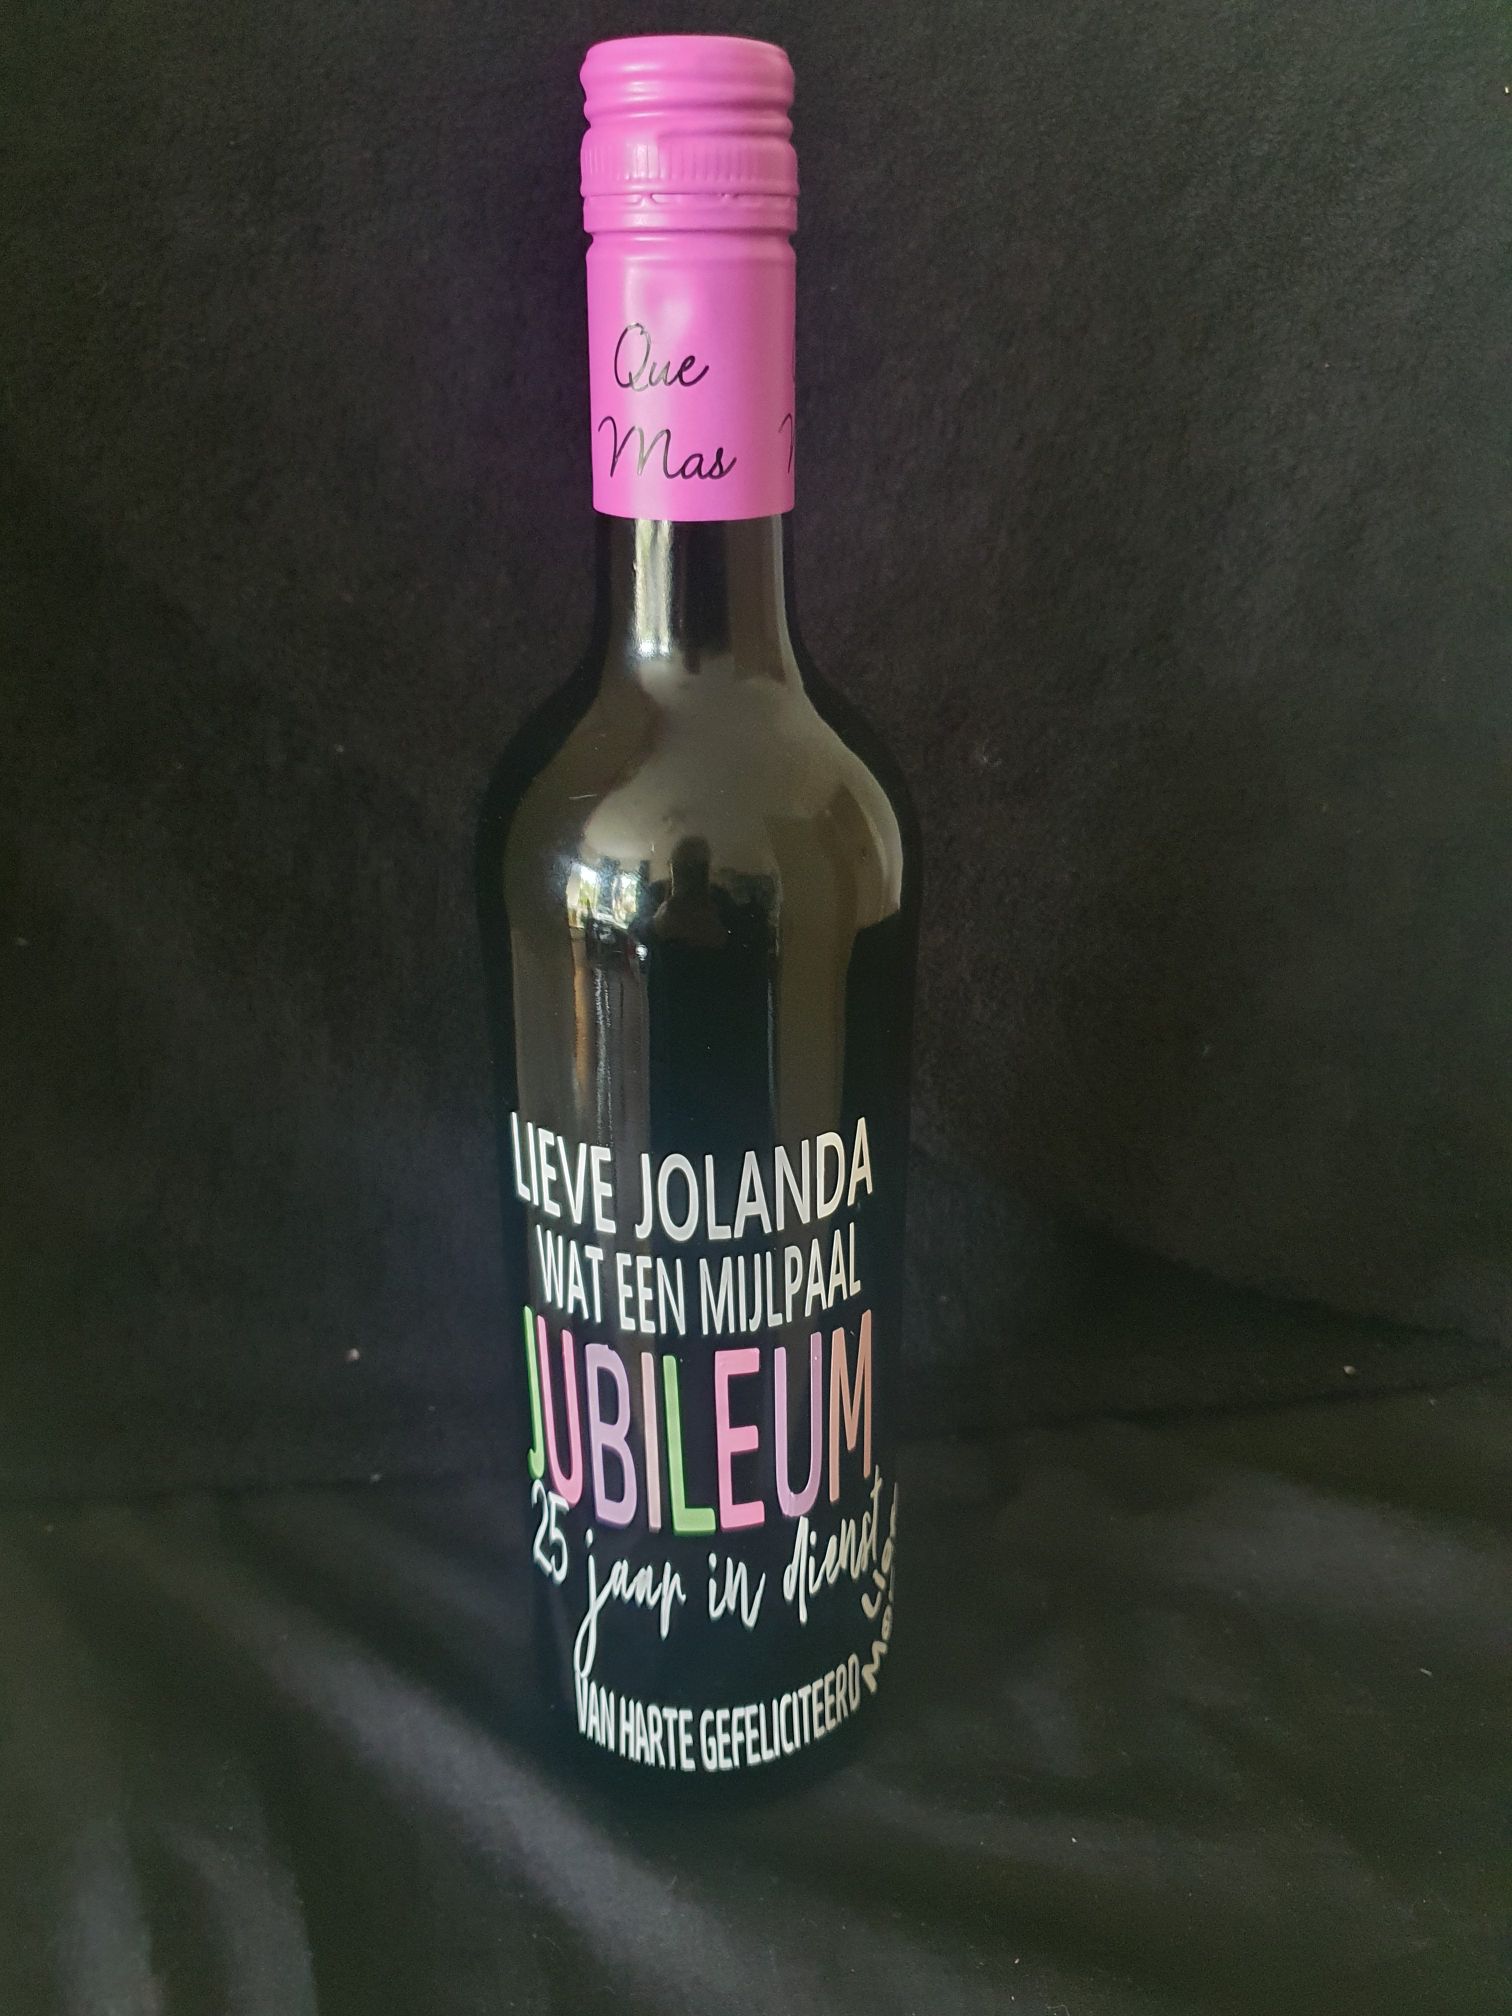 Que
Mas
LIEVE JOLANDA
WAT EEN MIJLPAAL
JUBILEUM
25 jaar in dienst
VAN HARTE GEFELICITEERD